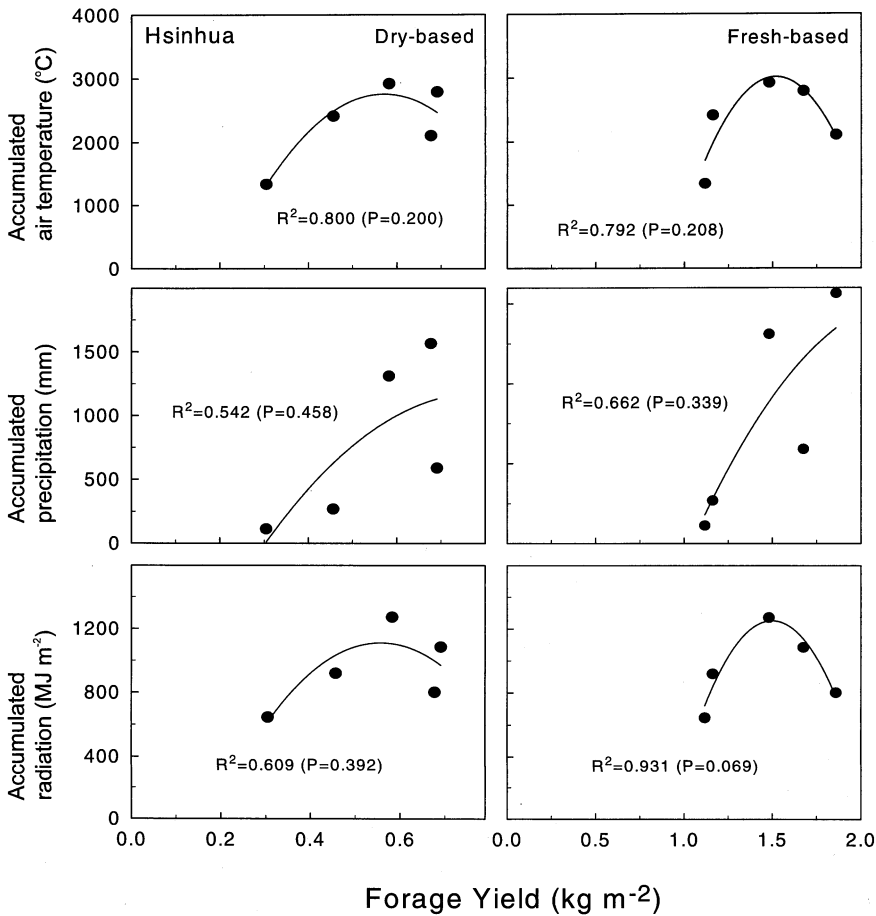 Hsinhua
Dry-based
Fresh-based
Accumulated
air temperature (°C)
4000
3000
2000
1000
0
R²=0.800 (P=0.200)
R²=0.792 (P=0.208)
Accumulated
precipitation (mm)
1500
1000
500
0
R²=0.542 (P=0.458)
R²=0.662 (P=0.339)
Accumulated
radiation (MJ m⁻²)
1200
800
400
0
R²=0.609 (P=0.392)
R²=0.931 (P=0.069)
0.0 0.2 0.4 0.6
0.0 0.5 1.0 1.5 2.0
Forage Yield (kg m⁻²)